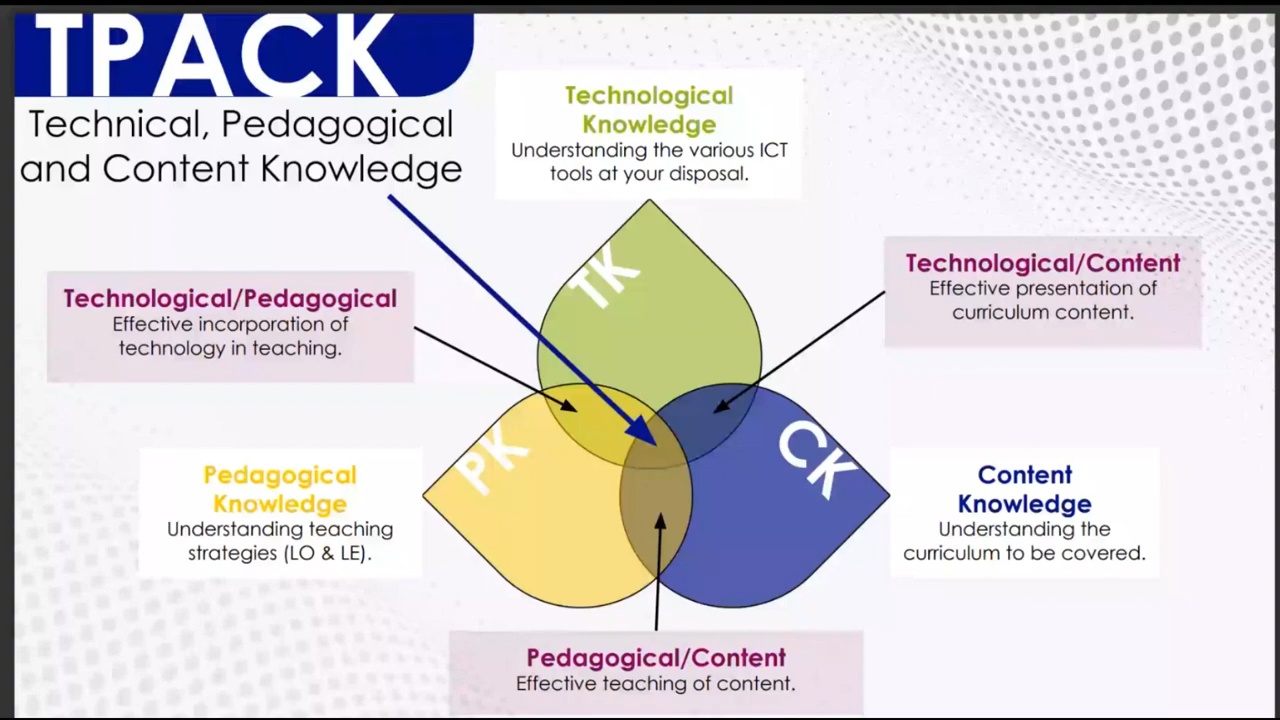 TPACK
Technical, Pedagogical
and Content Knowledge
Technological
Knowledge
Understanding the various ICT
tools at your disposal.
Technological/Pedagogical
Effective incorporation of
technology in teaching.
Technological/Content
Effective presentation of
curriculum content.
TK
PK
CK
Pedagogical
Knowledge
Understanding teaching
strategies (LO & LE).
Content
Knowledge
Understanding the
curriculum to be covered.
Pedagogical/Content
Effective teaching of content.